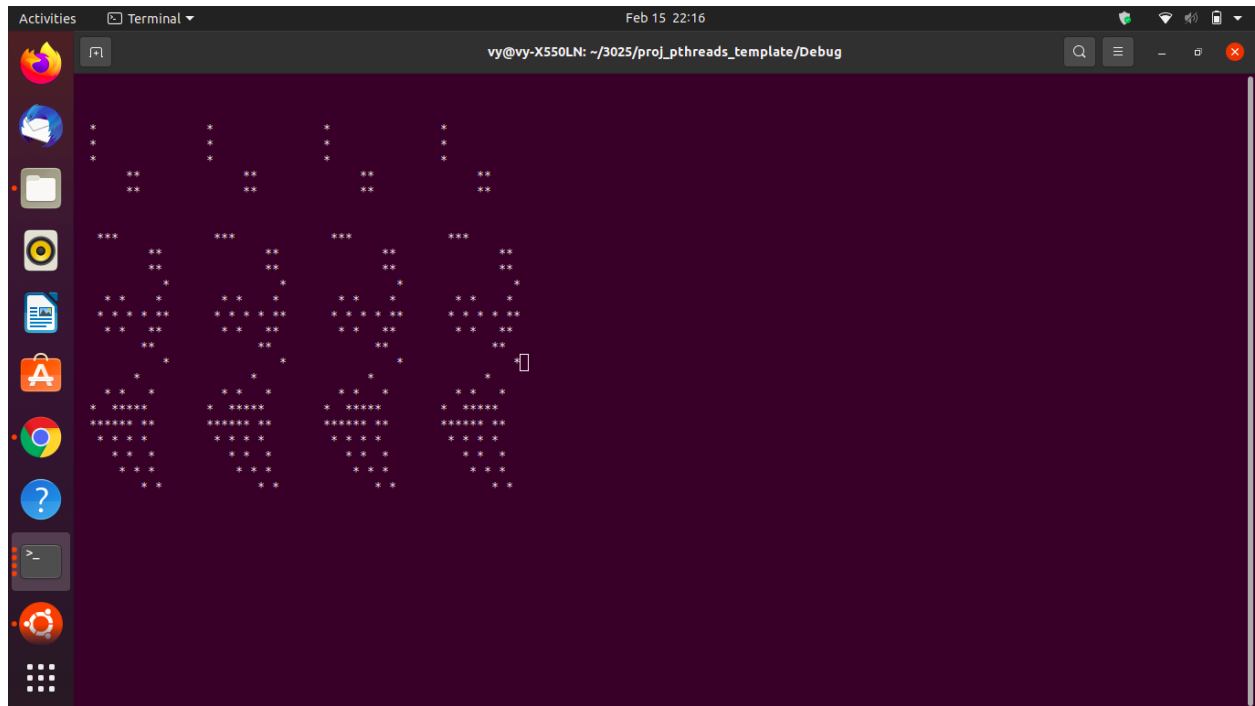 Activities Terminal Feb 15 22:16
vy@vy-X550LN: ~/3025/proj_pthreads_template/Debug
*               *               *               *
*               *               *               *
*               *               *               *
     **              **              **              **
     **              **              **              **
 ***             ***             ***             ***
        **              **              **              **
        **              **              **              **
          *               *               *               *
  * *    *        * *    *        * *    *        * *    *
 * * * * **      * * * * **      * * * * **      * * * * **
  * *   **        * *   **        * *   **        * *   **
       **              **              **              **
          *               *               *               *
      *               *               *               *
  * *   *         * *   *         * *   *         * *   *
*  *****        *  *****        *  *****        *  *****
****** **       ****** **       ****** **       ****** **
 * * * *         * * * *         * * * *         * * * *
   * *  *          * *  *          * *  *          * *  *
    * * *           * * *           * * *           * * *
       * *             * *             * *             * *